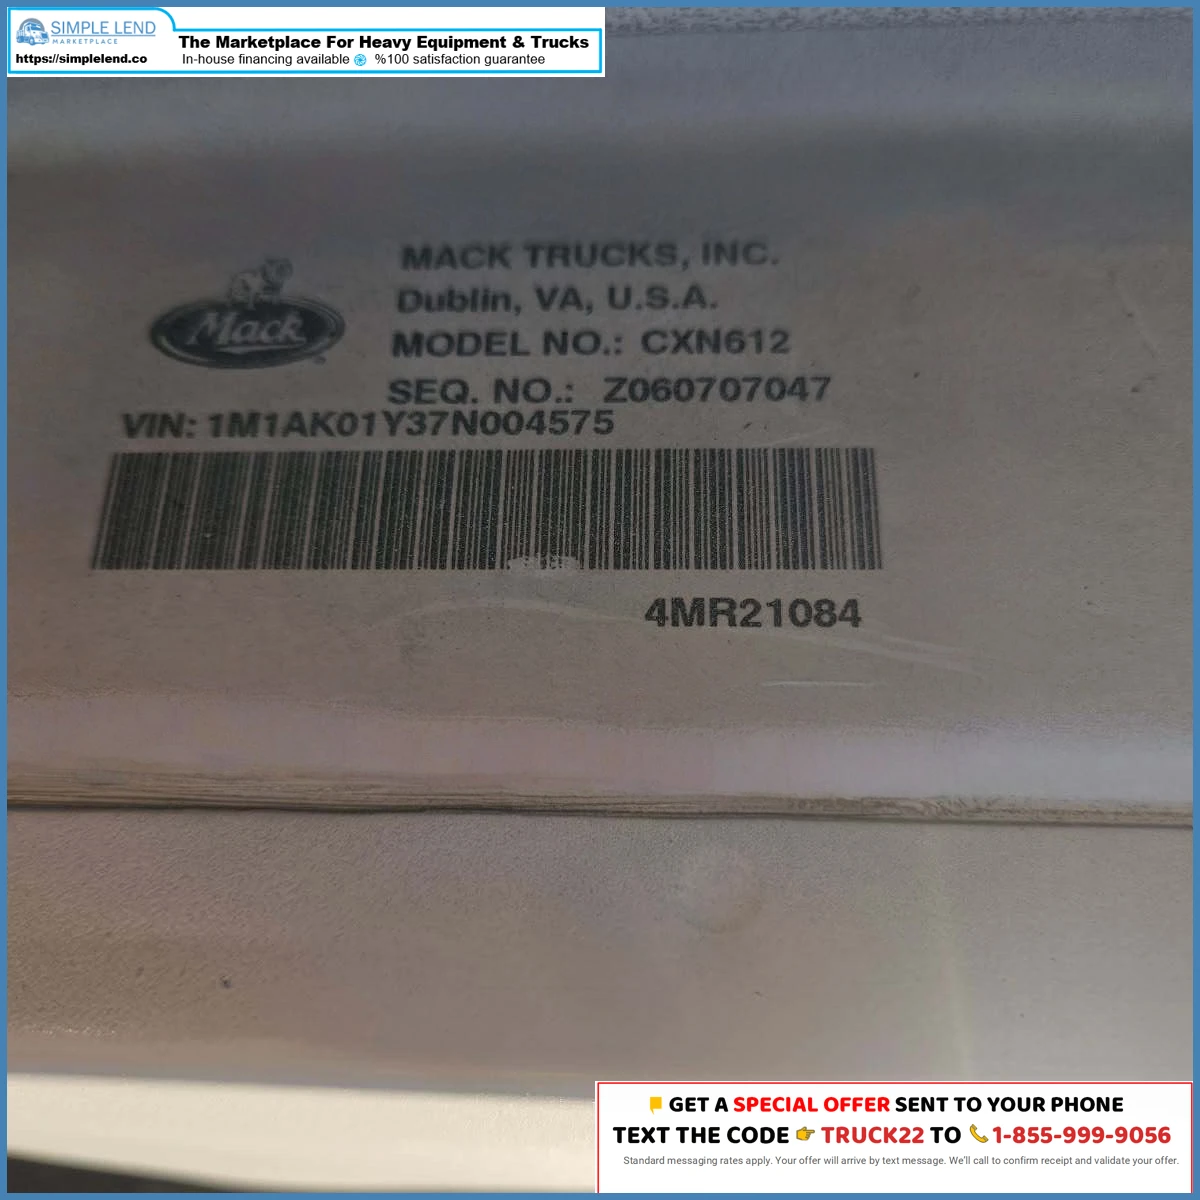 SIMPLE LEND
MARKETPLACE
https://simplelend.co
The Marketplace For Heavy Equipment & Trucks
In-house financing available %100 satisfaction guarantee
MACK TRUCKS, INC.
Dublin, VA, U.S.A.
Mack
MODEL NO.: CXN612
SEQ. NO.: Z060707047
VIN: 1M1AK01Y37N004575
4MR21084
GET A SPECIAL OFFER SENT TO YOUR PHONE
TEXT THE CODE 👉 TRUCK22 TO 📞 1-855-999-9056
Standard messaging rates apply. Your offer will arrive by text message. We'll call to confirm receipt and validate your offer.